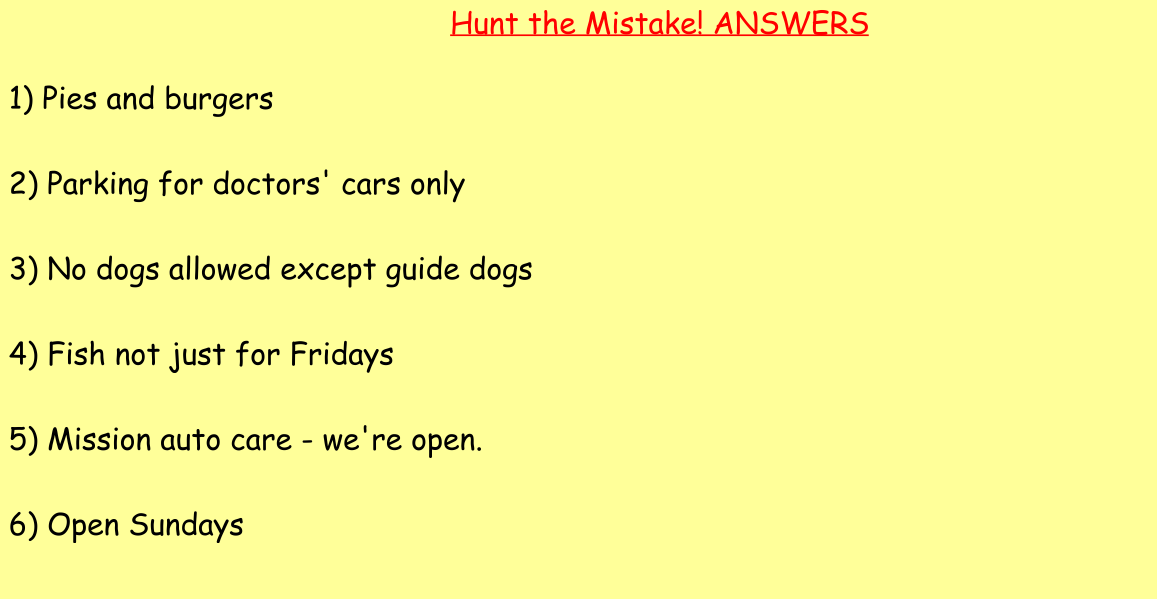 Hunt the Mistake! ANSWERS
1) Pies and burgers
2) Parking for doctors' cars only
3) No dogs allowed except guide dogs
4) Fish not just for Fridays
5) Mission auto care - we're open.
6) Open Sundays